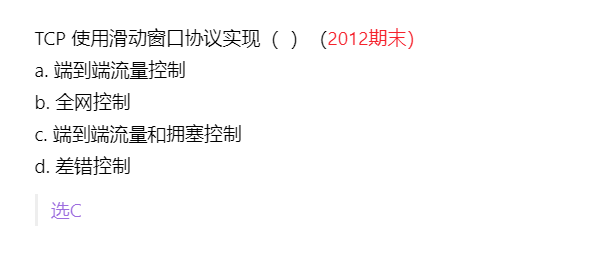 TCP 使用滑动窗口协议实现（ ）（2012期末）
a. 端到端流量控制
b. 全网控制
c. 端到端流量和拥塞控制
d. 差错控制
选C